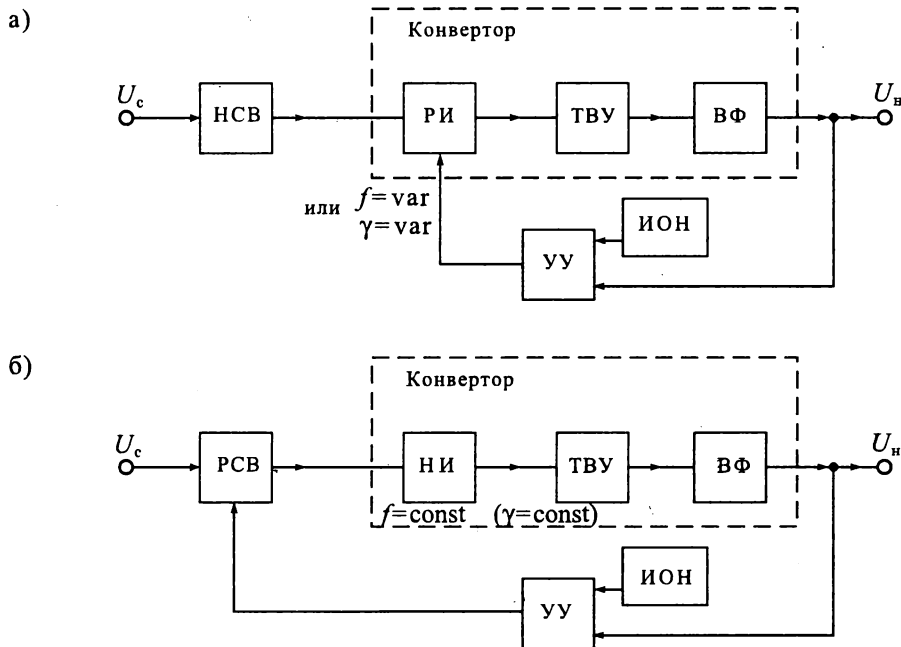 а)
Конвертор
U_с
U_н
НСВ
РИ
ТВУ
ВФ
или f=var
γ=var
ИОН
УУ
б)
Конвертор
U_с
U_н
РСВ
НИ
ТВУ
ВФ
f=const (γ=const)
ИОН
УУ